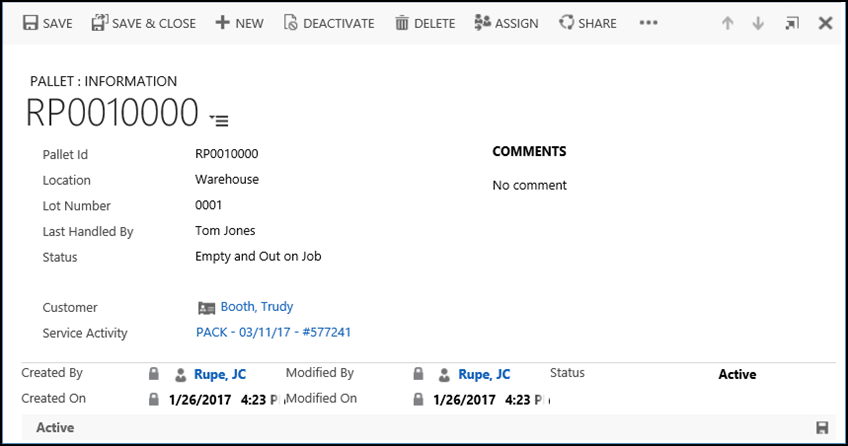 SAVE SAVE & CLOSE NEW DEACTIVATE DELETE ASSIGN SHARE
PALLET : INFORMATION
RP0010000
Pallet Id RP0010000
Location Warehouse
Lot Number 0001
Last Handled By Tom Jones
Status Empty and Out on Job
COMMENTS
No comment
Customer Booth, Trudy
Service Activity PACK - 03/11/17 - #577241
Created By Rupe, JC Modified By Rupe, JC Status Active
Created On 1/26/2017 4:23 P Modified On 1/26/2017 4:23 P
Active